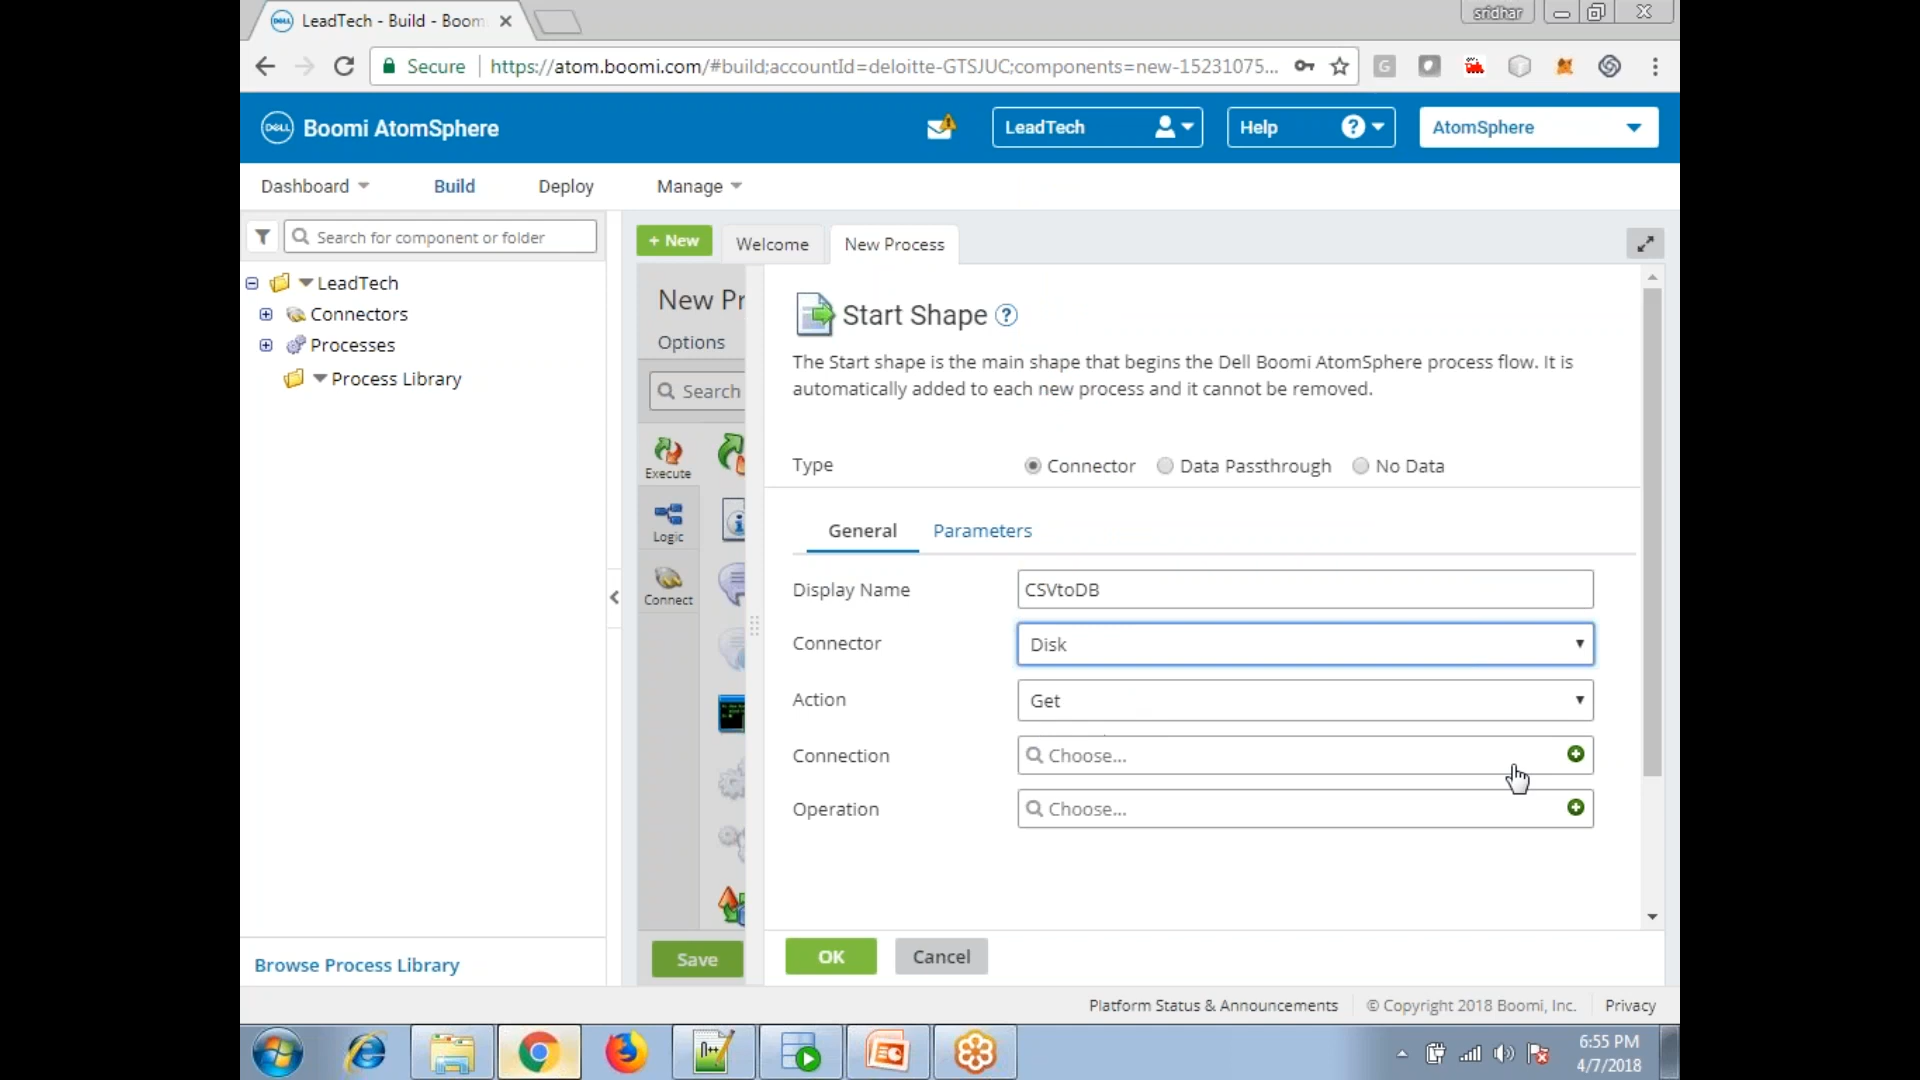 LeadTech - Build - Boom
sridhar
Secure
https://atom.boomi.com/#build;accountId=deloitte-GTSJUC;components=new-15231075...
DELL
Boomi AtomSphere
LeadTech
Help
AtomSphere
Dashboard
Build
Deploy
Manage
Search for component or folder
+ New
Welcome
New Process
LeadTech
Connectors
Processes
Process Library
New Pr
Options
Search
Execute
Logic
Connect
Save
Start Shape
The Start shape is the main shape that begins the Dell Boomi AtomSphere process flow. It is
automatically added to each new process and it cannot be removed.
Type
Connector
Data Passthrough
No Data
General
Parameters
Display Name
CSVtoDB
Connector
Disk
Action
Get
Connection
Choose...
Operation
Choose...
OK
Cancel
Browse Process Library
Platform Status & Announcements
© Copyright 2018 Boomi, Inc.
Privacy
6:55 PM
4/7/2018